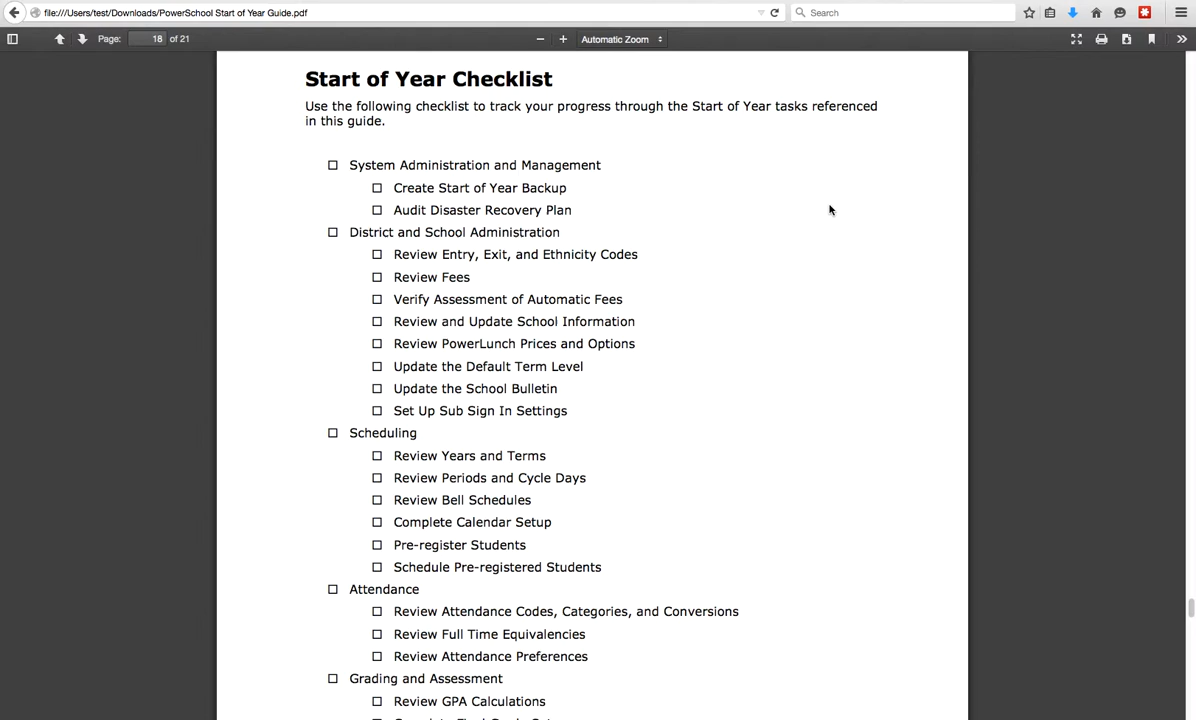 file:///Users/test/Downloads/PowerSchool Start of Year Guide.pdf
Search
Page: 18 of 21
Automatic Zoom
Start of Year Checklist
Use the following checklist to track your progress through the Start of Year tasks referenced
in this guide.
System Administration and Management
Create Start of Year Backup
Audit Disaster Recovery Plan
District and School Administration
Review Entry, Exit, and Ethnicity Codes
Review Fees
Verify Assessment of Automatic Fees
Review and Update School Information
Review PowerLunch Prices and Options
Update the Default Term Level
Update the School Bulletin
Set Up Sub Sign In Settings
Scheduling
Review Years and Terms
Review Periods and Cycle Days
Review Bell Schedules
Complete Calendar Setup
Pre-register Students
Schedule Pre-registered Students
Attendance
Review Attendance Codes, Categories, and Conversions
Review Full Time Equivalencies
Review Attendance Preferences
Grading and Assessment
Review GPA Calculations